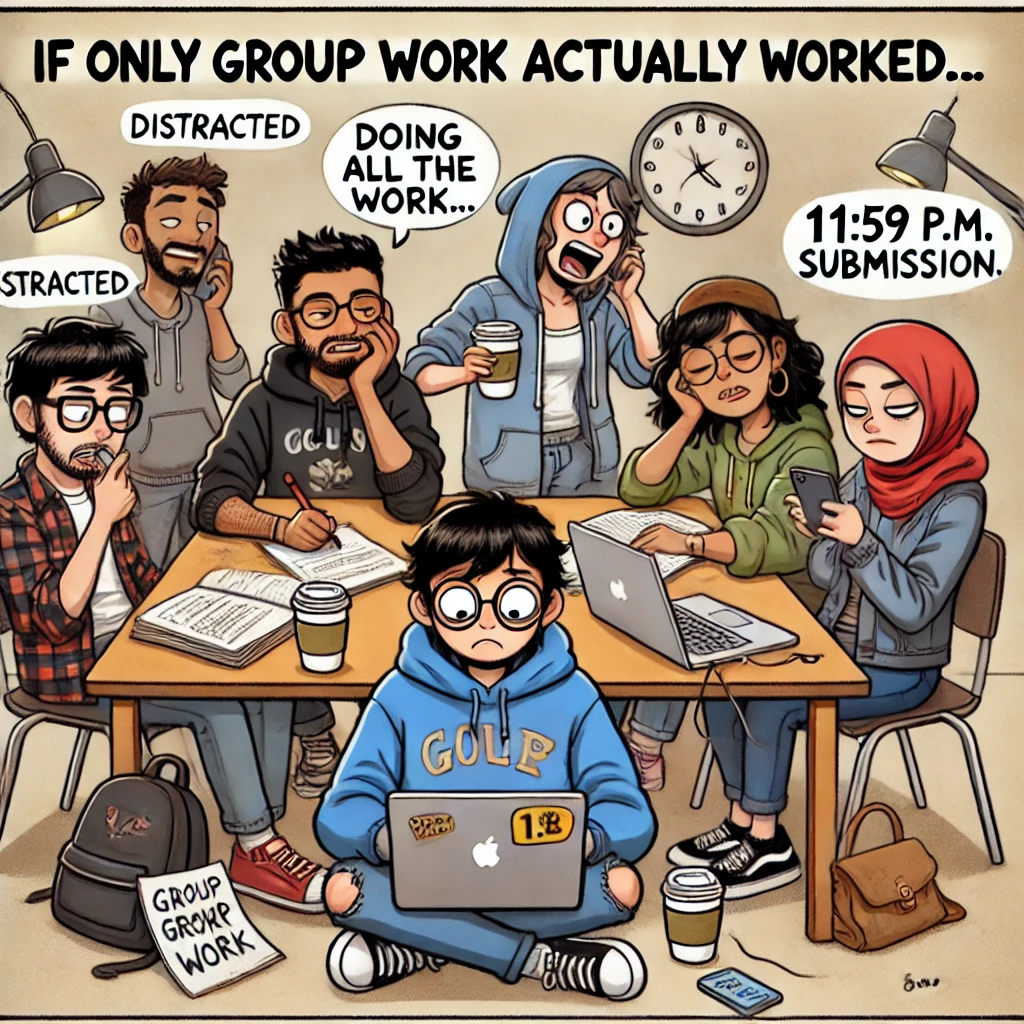 IF ONLY GROUP WORK ACTUALLY WORKED...
DISTRACTED
DOING
ALL THE
WORK...
11:59 P.M.
SUBMISSION.
STRACTED
GOLP
GROUP
GROUP
WORK